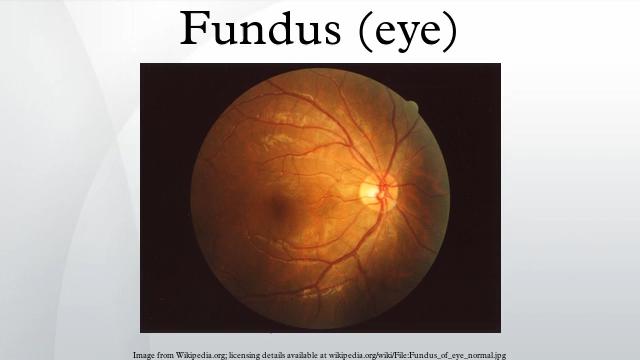 Fundus (eye)
Image from Wikipedia.org; licensing details available at wikipedia.org/wiki/File:Fundus_of_eye_normal.jpg